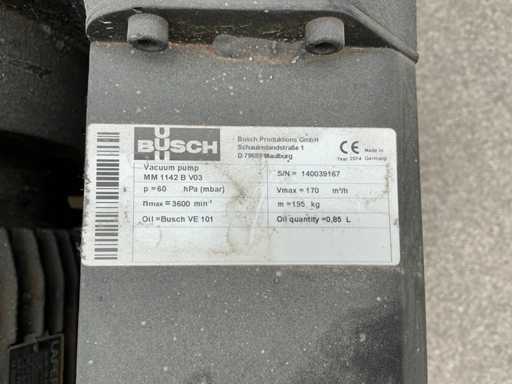 BUSCH
Busch Produktions GmbH
Schauinslandstraße 1
D 79689 Maulburg
CE Made in
Year 2014 Germany
Vacuum pump
MM 1142 B V03
S/N = 140039167
p = 60 hPa (mbar)
Vmax = 170 m³/h
nmax = 3600 min⁻¹
m = 195 kg
Oil = Busch VE 101
Oil quantity = 0,85 L